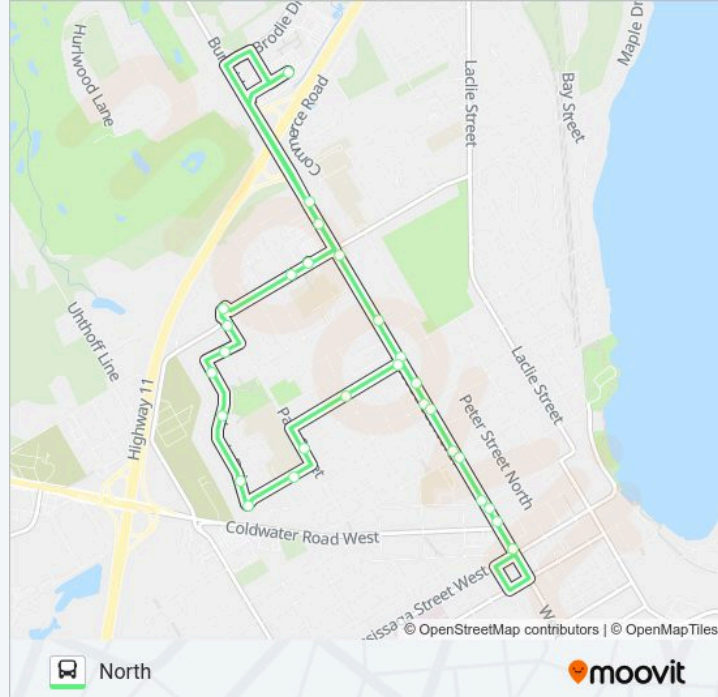 Hurlwood Lane
Brodie Dr
Commerce Road
Laclie Street
Bay Street
Maple Dr
Uhthoff Line
Highway 11
Laclie Street
Peter Street North
Coldwater Road West
ssissaga Street West
© OpenStreetMap contributors | © OpenMapTiles
North
moovit